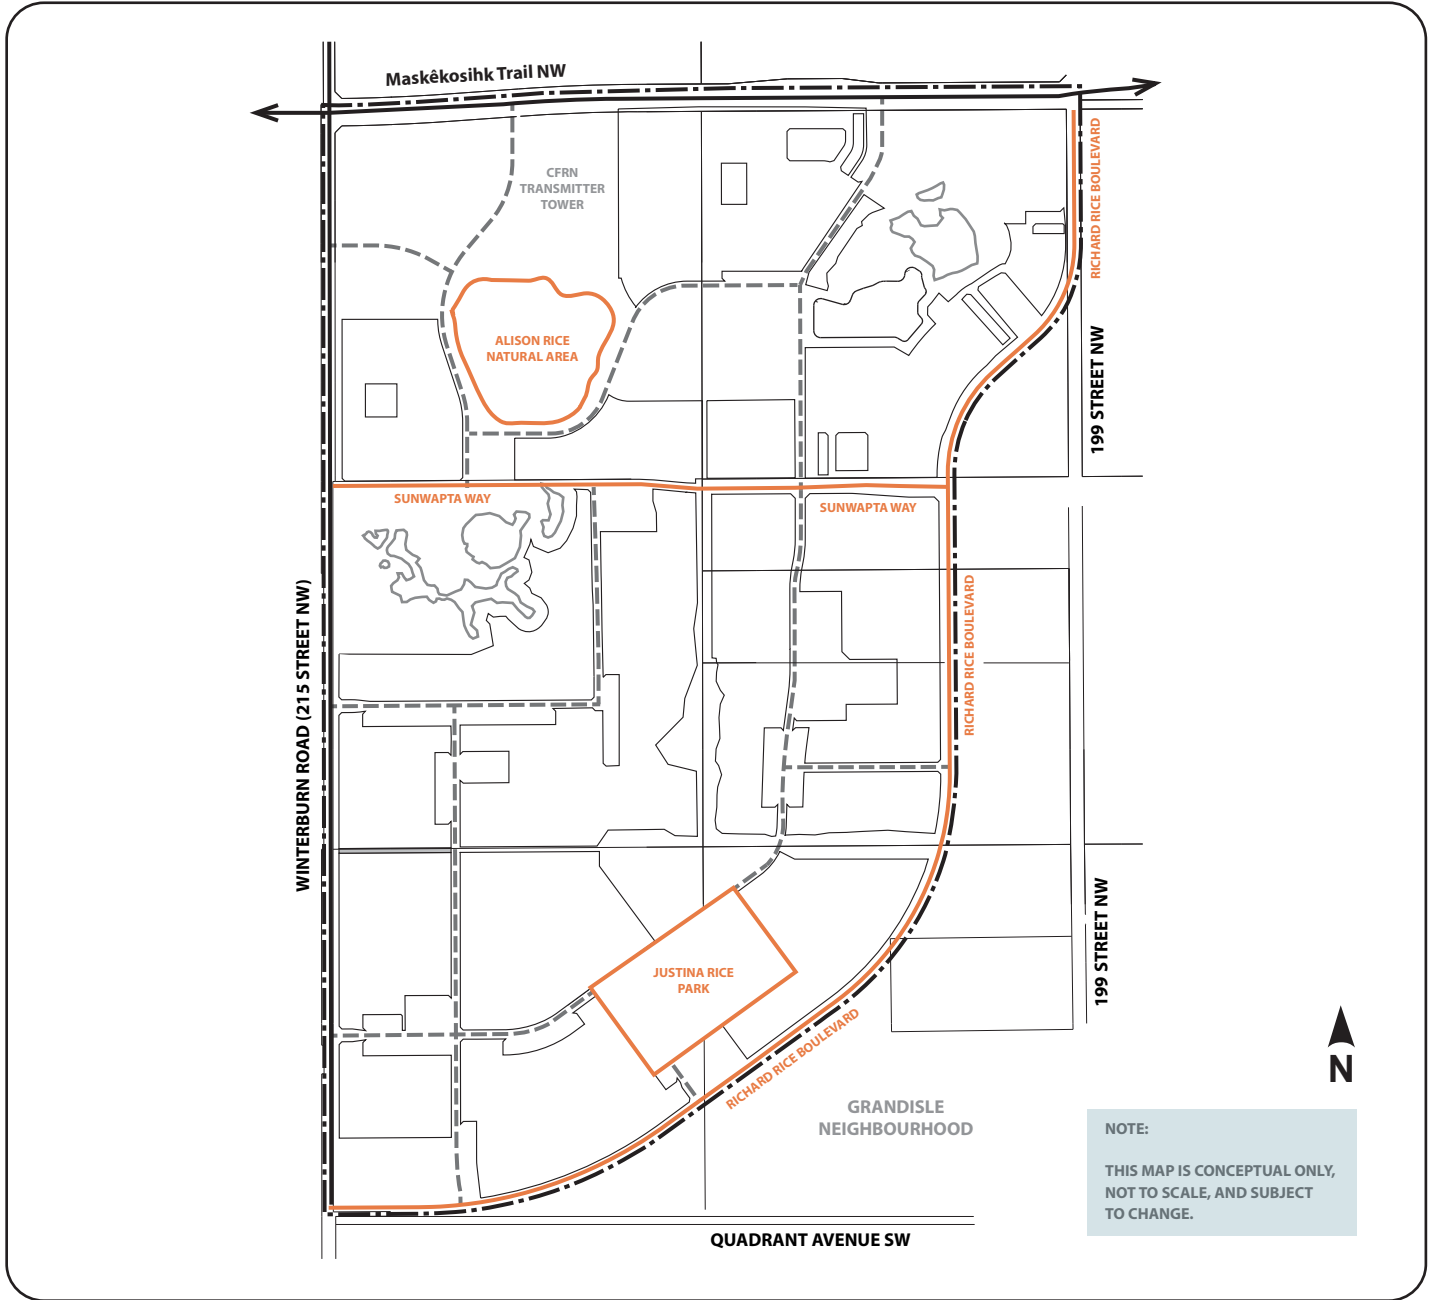 Maskêkosihk Trail NW
RICHARD RICE BOULEVARD
CFRN
TRANSMITTER
TOWER
ALISON RICE
NATURAL AREA
199 STREET NW
SUNWAPTA WAY
SUNWAPTA WAY
WINTERBURN ROAD (215 STREET NW)
RICHARD RICE BOULEVARD
199 STREET NW
JUSTINA RICE
PARK
RICHARD RICE BOULEVARD
N
GRANDISLE
NEIGHBOURHOOD
NOTE:
THIS MAP IS CONCEPTUAL ONLY,
NOT TO SCALE, AND SUBJECT
TO CHANGE.
QUADRANT AVENUE SW